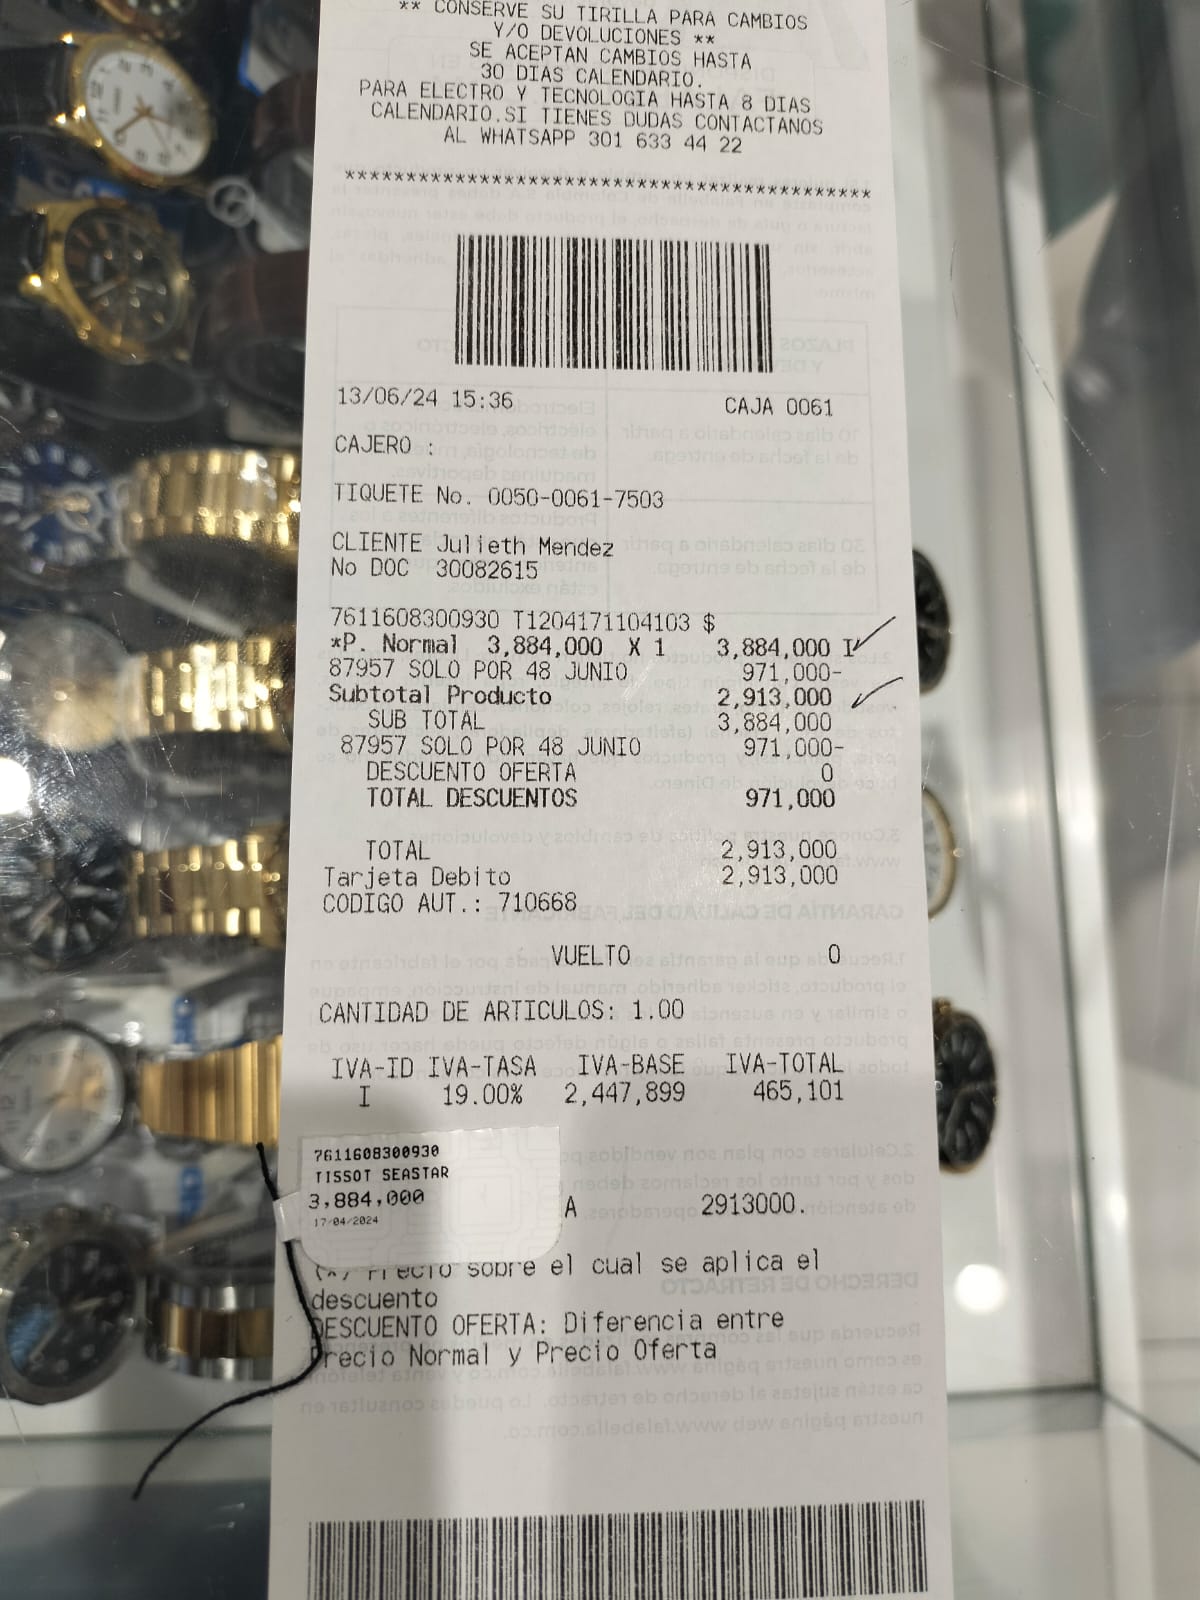 ** CONSERVE SU TIRILLA PARA CAMBIOS
Y/O DEVOLUCIONES **
SE ACEPTAN CAMBIOS HASTA
30 DIAS CALENDARIO.
PARA ELECTRO Y TECNOLOGIA HASTA 8 DIAS
CALENDARIO.SI TIENES DUDAS CONTACTANOS
AL WHATSAPP 301 633 44 22
*******************************************
13/06/24 15:36 CAJA 0061
CAJERO :
TIQUETE No. 0050-0061-7503
CLIENTE Julieth Mendez
No DOC 30082615
7611608300930 T1204171104103 $
*P. Normal 3,884,000 X 1 3,884,000 I
87957 SOLO POR 48 JUNIO 971,000-
Subtotal Producto 2,913,000
SUB TOTAL 3,884,000
87957 SOLO POR 48 JUNIO 971,000-
DESCUENTO OFERTA 0
TOTAL DESCUENTOS 971,000
TOTAL 2,913,000
Tarjeta Debito 2,913,000
CODIGO AUT.: 710668
VUELTO 0
CANTIDAD DE ARTICULOS: 1.00
IVA-ID IVA-TASA IVA-BASE IVA-TOTAL
I 19.00% 2,447,899 465,101
7611608300930
TISSOT SEASTAR
3,884,000
17/04/2024
A 2913000.
(*) Precio sobre el cual se aplica el
descuento
DESCUENTO OFERTA: Diferencia entre
Precio Normal y Precio Oferta